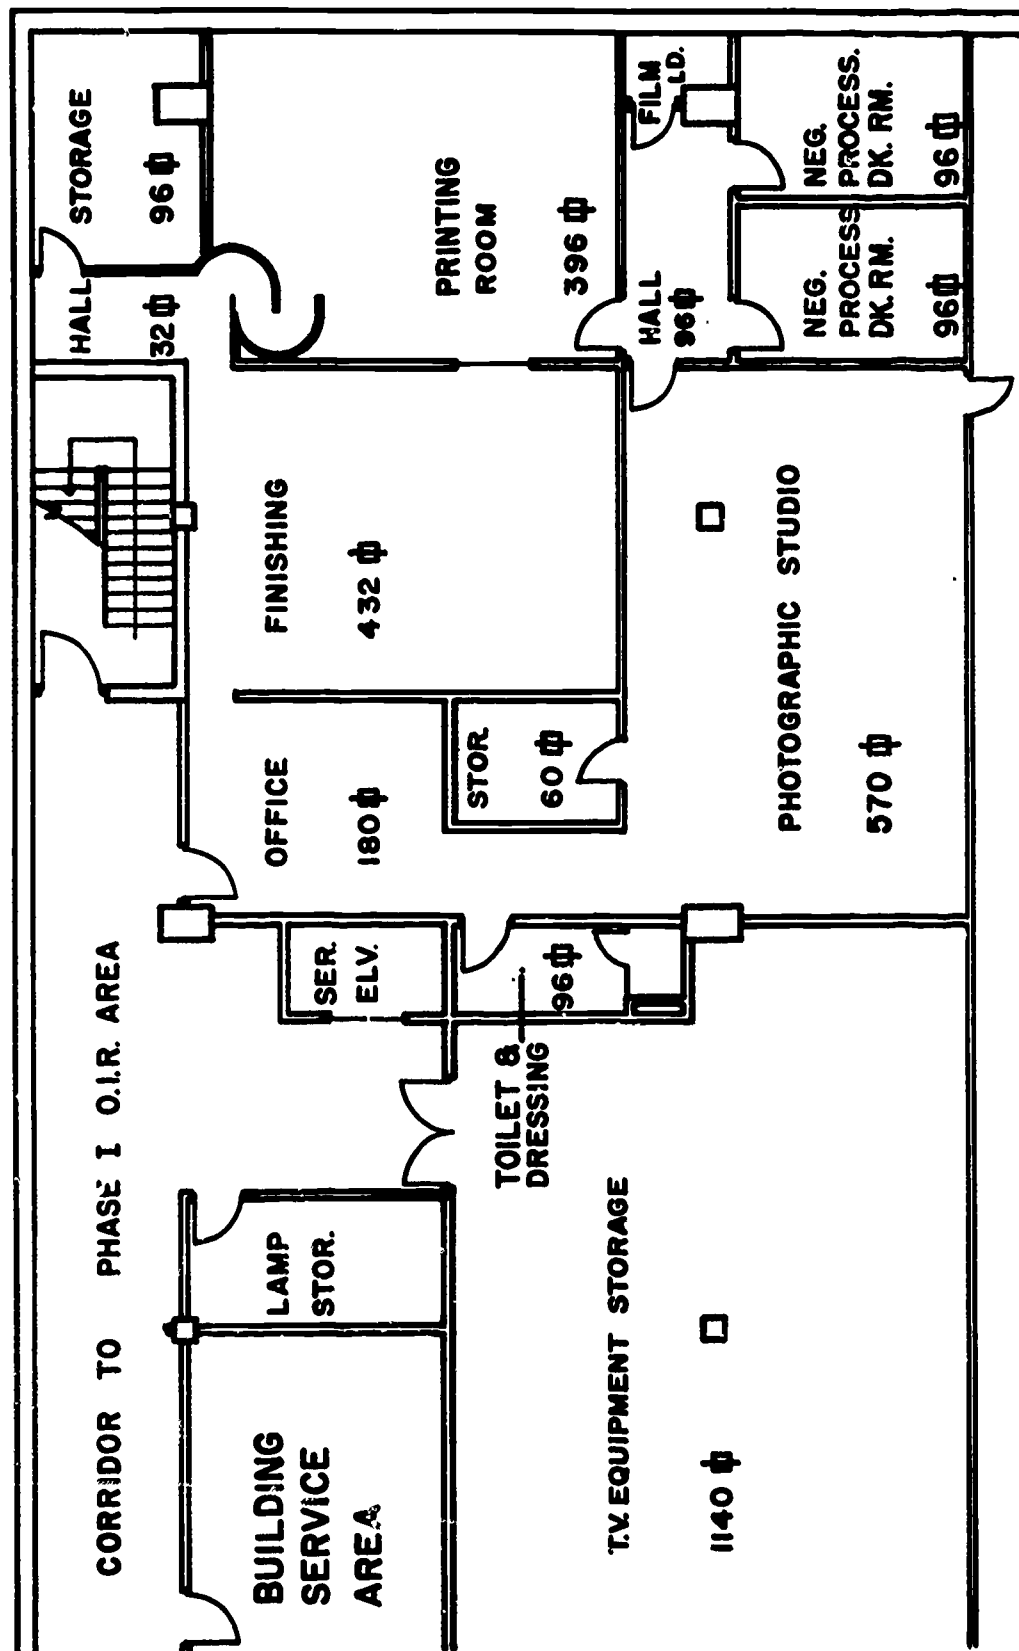 CORRIDOR TO PHASE I O.I.R. AREA
STORAGE
96
HALL
32
PRINTING
ROOM
396
FILM
LD.
HALL
96
NEG.
PROCESS.
DK. RM.
96
NEG.
PROCESS
DK. RM.
96
FINISHING
432
OFFICE
180
STOR.
60
PHOTOGRAPHIC STUDIO
570
SER.
ELV.
96
TOILET &
DRESSING
LAMP
STOR.
BUILDING
SERVICE
AREA
T.V. EQUIPMENT STORAGE
1140